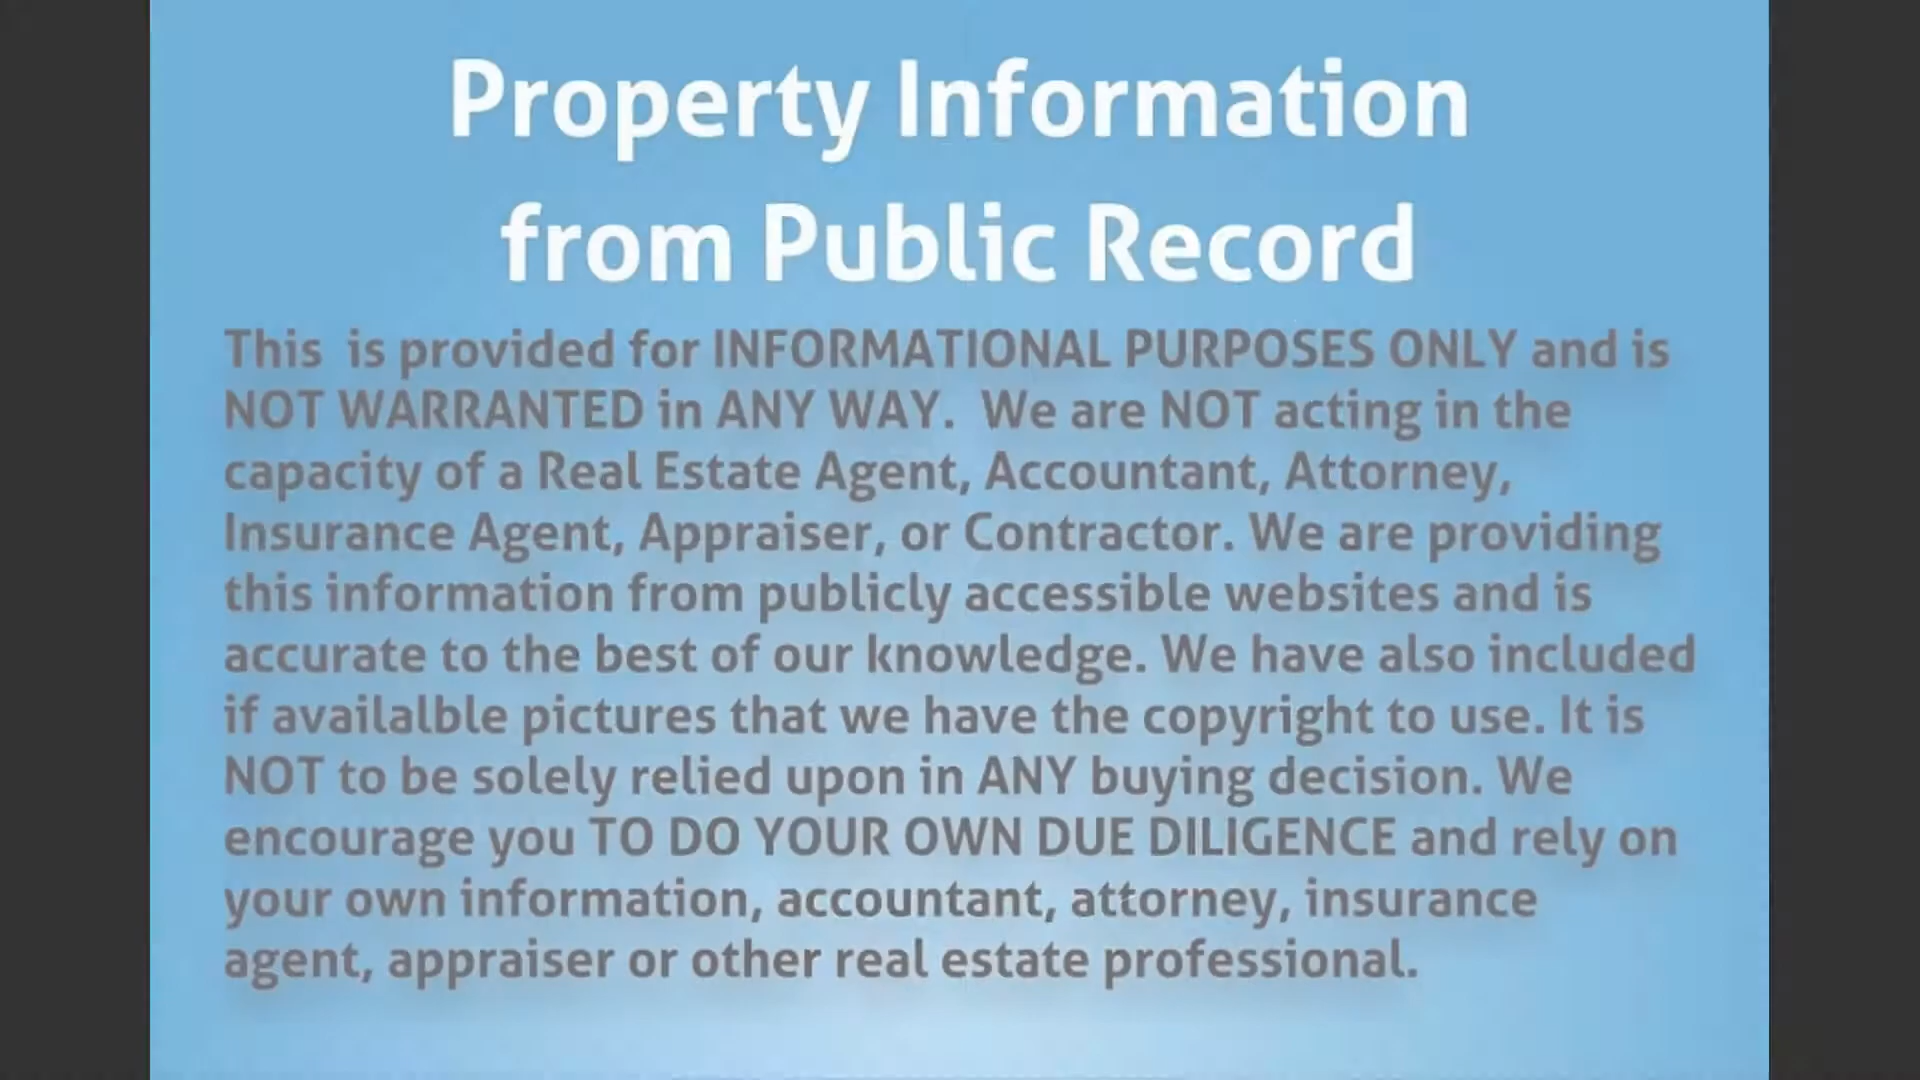 Property Information
from Public Record
This is provided for INFORMATIONAL PURPOSES ONLY and is
NOT WARRANTED in ANY WAY. We are NOT acting in the
capacity of a Real Estate Agent, Accountant, Attorney,
Insurance Agent, Appraiser, or Contractor. We are providing
this information from publicly accessible websites and is
accurate to the best of our knowledge. We have also included
if availalble pictures that we have the copyright to use. It is
NOT to be solely relied upon in ANY buying decision. We
encourage you TO DO YOUR OWN DUE DILIGENCE and rely on
your own information, accountant, attorney, insurance
agent, appraiser or other real estate professional.